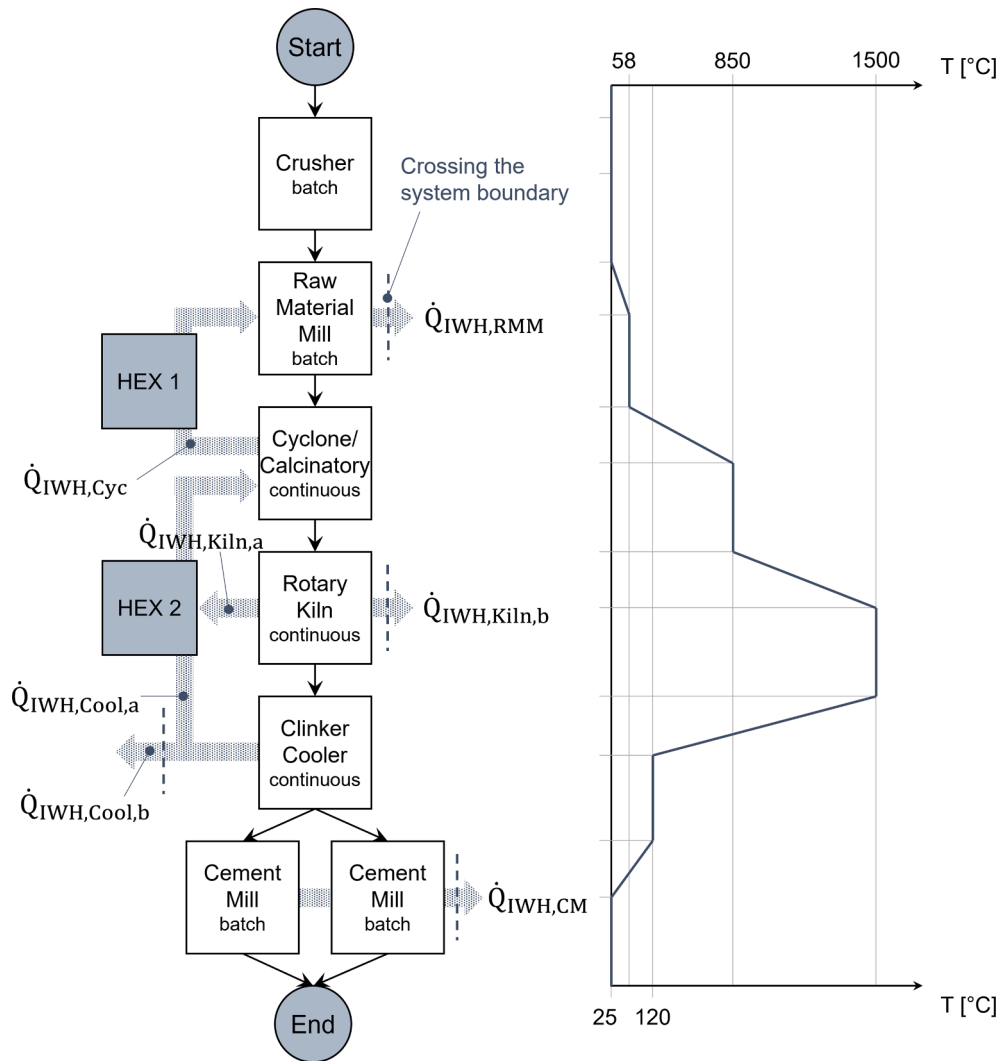 Start
58
850
1500
T [°C]
Crusher
batch
Crossing the
system boundary
Raw
Material
Mill
batch
Q̇IWH,RMM
HEX 1
Cyclone/
Calcinatory
continuous
Q̇IWH,Cyc
Q̇IWH,Kiln,a
HEX 2
Rotary
Kiln
continuous
Q̇IWH,Kiln,b
Q̇IWH,Cool,a
Clinker
Cooler
continuous
Q̇IWH,Cool,b
Cement
Mill
batch
Cement
Mill
batch
Q̇IWH,CM
End
25
120
T [°C]